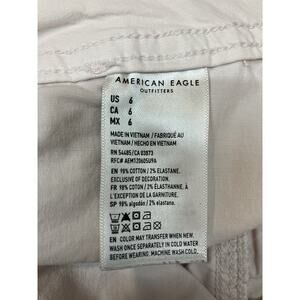 AMERICAN EAGLE
OUTFITTERS
US 6
CA 6
MX 6
MADE IN VIETNAM / FABRIQUÉ AU
VIETNAM / HECHO EN VIETNAM
RN 54485/CA 03873
RFC# AEM120605U9A
EN 98% COTTON / 2% ELASTANE.
EXCLUSIVE OF DECORATION.
FR 98% COTON / 2% ÉLASTHANNE. À
L'EXCEPTION DE LA GARNITURE.
SP 98% algodón / 2% elastano.
EN COLOR MAY TRANSFER WHEN NEW.
WASH ONCE SEPARATELY IN COLD WATER
BEFORE WEARING. MACHINE WASH COLD,